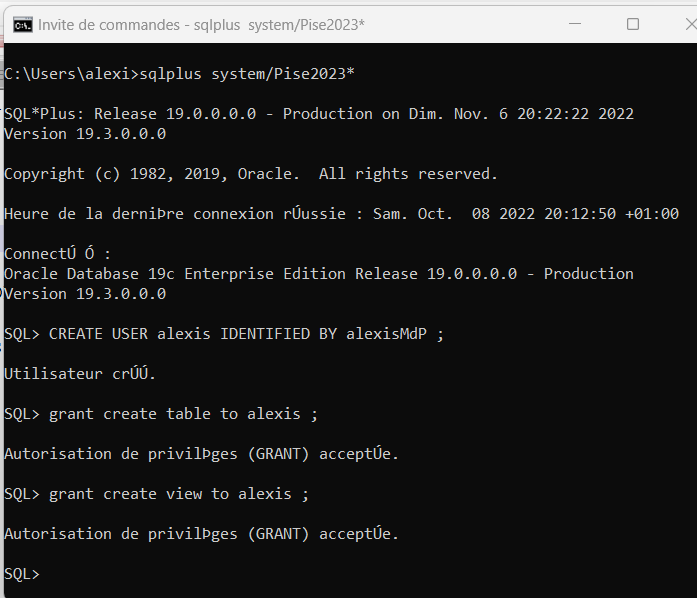 Invite de commandes - sqlplus  system/Pise2023*
C:\Users\alexi>sqlplus system/Pise2023*
SQL*Plus: Release 19.0.0.0.0 - Production on Dim. Nov. 6 20:22:22 2022
Version 19.3.0.0.0
Copyright (c) 1982, 2019, Oracle.  All rights reserved.
Heure de la derniÞre connexion rÚussie : Sam. Oct.  08 2022 20:12:50 +01:00
ConnectÚ Ó :
Oracle Database 19c Enterprise Edition Release 19.0.0.0.0 - Production
Version 19.3.0.0.0
SQL> CREATE USER alexis IDENTIFIED BY alexisMdP ;
Utilisateur crÚÚ.
SQL> grant create table to alexis ;
Autorisation de privilÞges (GRANT) acceptÚe.
SQL> grant create view to alexis ;
Autorisation de privilÞges (GRANT) acceptÚe.
SQL>